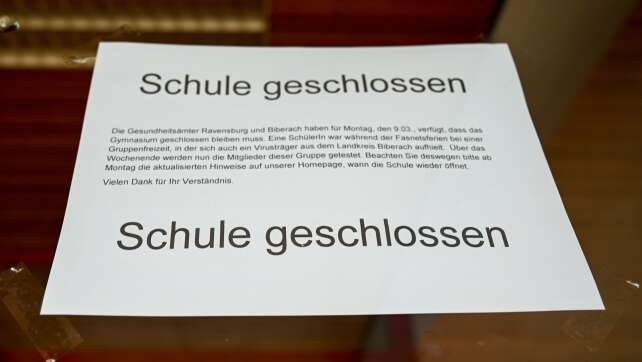 Schule geschlossen
Die Gesundheitsämter Ravensburg und Biberach haben für Montag, den 9.03., verfügt, dass das
Gymnasium geschlossen bleiben muss. Eine SchülerIn war während der Fasnetsferien bei einer
Gruppenfreizeit, in der sich auch ein Virusträger aus dem Landkreis Biberach aufhielt. Über das
Wochenende werden nun die Mitglieder dieser Gruppe getestet. Beachten Sie deswegen bitte ab
Montag die aktualisierten Hinweise auf unserer Homepage, wann die Schule wieder öffnet.
Vielen Dank für Ihr Verständnis.
Schule geschlossen